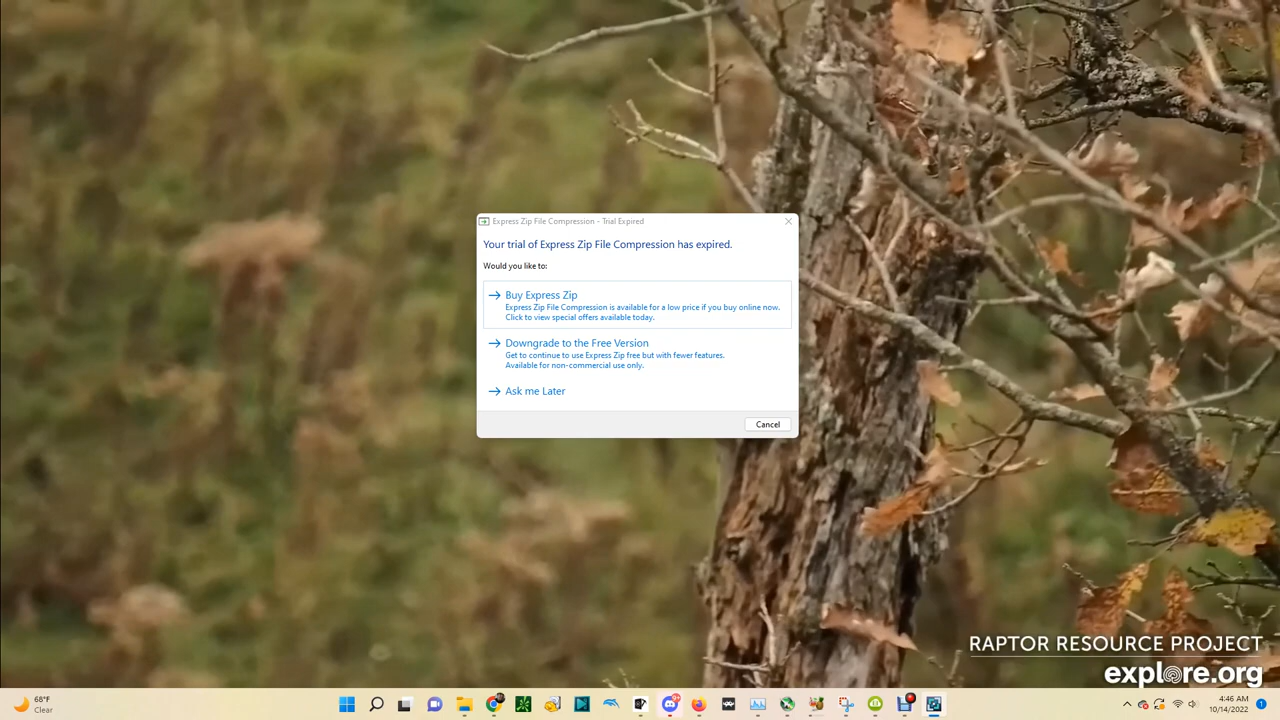 Express Zip File Compression - Trial Expired
Your trial of Express Zip File Compression has expired.
Would you like to:
Buy Express Zip
Express Zip File Compression is available for a low price if you buy online now.
Click to view special offers available today.
Downgrade to the Free Version
Get to continue to use Express Zip free but with fewer features.
Available for non-commercial use only.
Ask me Later
Cancel
RAPTOR RESOURCE PROJECT
explore.org
68°F
Clear
9+
4:46 AM
10/14/2022
1